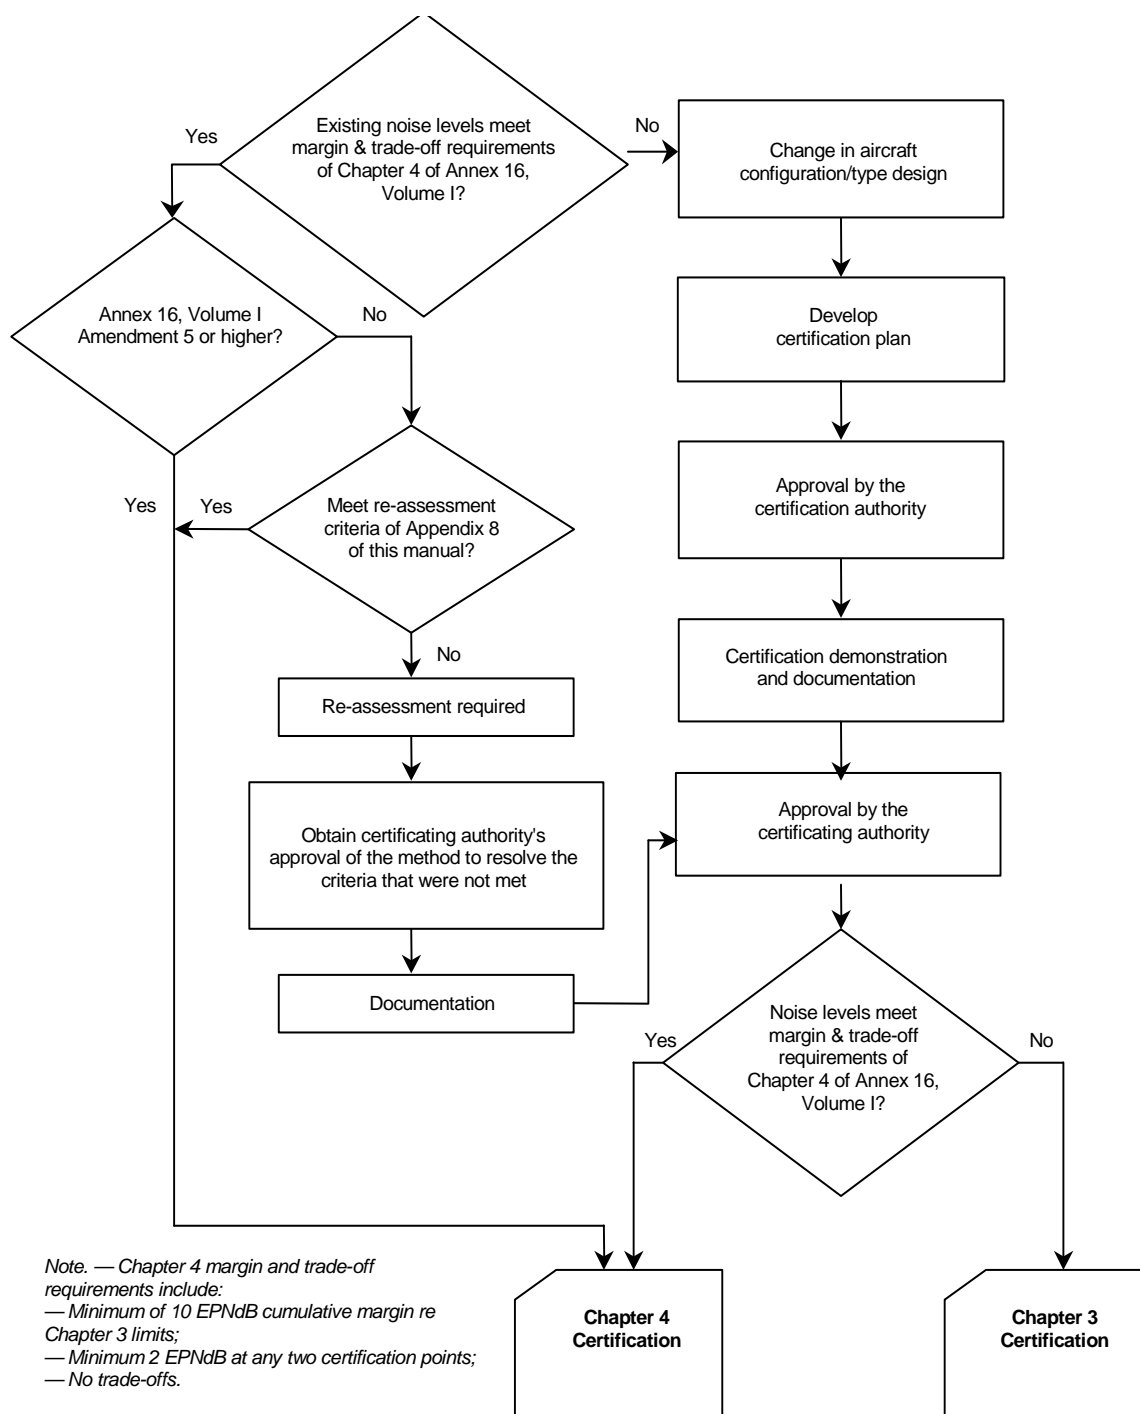 Existing noise levels meet
margin & trade-off requirements
of Chapter 4 of Annex 16,
Volume I?
Yes
No
Change in aircraft
configuration/type design
Annex 16, Volume I
Amendment 5 or higher?
No
Develop
certification plan
Yes
Yes
Meet re-assessment
criteria of Appendix 8
of this manual?
Approval by the
certification authority
No
Certification demonstration
and documentation
Re-assessment required
Obtain certificating authority's
approval of the method to resolve the
criteria that were not met
Approval by the
certificating authority
Documentation
Noise levels meet
margin & trade-off
requirements of
Chapter 4 of Annex 16,
Volume I?
Yes
No
Note. — Chapter 4 margin and trade-off
requirements include:
— Minimum of 10 EPNdB cumulative margin re
Chapter 3 limits;
— Minimum 2 EPNdB at any two certification points;
— No trade-offs.
Chapter 4
Certification
Chapter 3
Certification